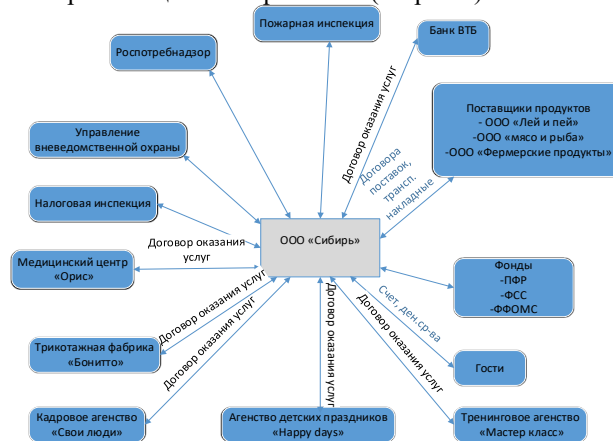 Пожарная инспекция
Банк ВТБ
Роспотребнадзор
Договор оказания услуг
Поставщики продуктов
- ООО «Лей и пей»
-ООО «мясо и рыба»
-ООО «Фермерские продукты»
Договора
поставок,
трансп.
накладные
Управление
вневедомственной охраны
Налоговая инспекция
ООО «Сибирь»
Договор оказания
услуг
Медицинский центр
«Орис»
Фонды
-ПФР
-ФСС
-ФФОМС
Договор оказания услуг
Договор оказания услуг
Договор
оказания услуг
Счет, ден.ср-ва
Договор оказания услуг
Трикотажная фабрика
«Бонитто»
Гости
Кадровое агенство
«Свои люди»
Агенство детских праздников
«Happy days»
Тренинговое агенство
«Мастер класс»